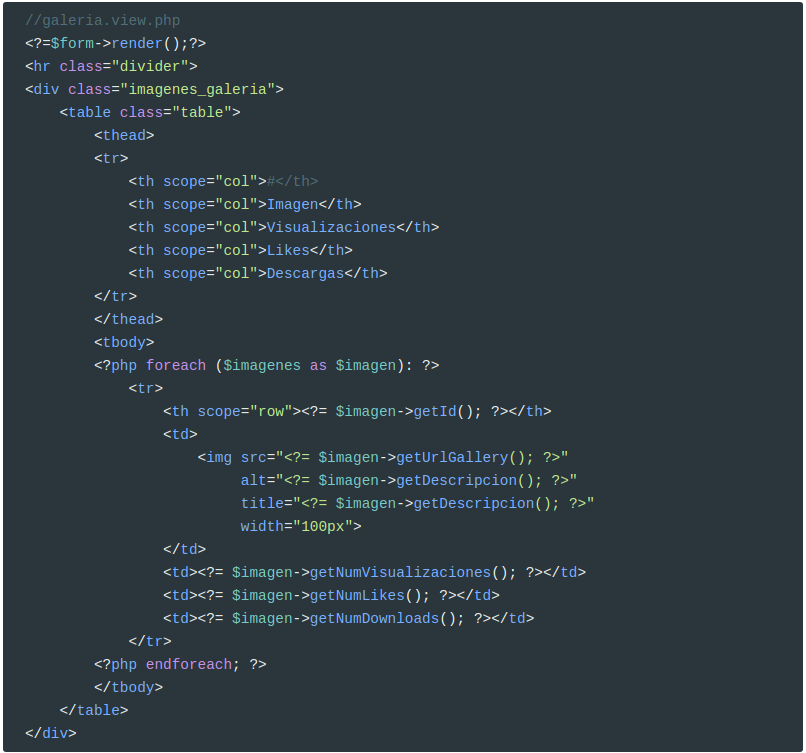 //galeria.view.php
<?=$form->render();?>
<hr class="divider">
<div class="imagenes_galeria">
    <table class="table">
        <thead>
        <tr>
            <th scope="col">#</th>
            <th scope="col">Imagen</th>
            <th scope="col">Visualizaciones</th>
            <th scope="col">Likes</th>
            <th scope="col">Descargas</th>
        </tr>
        </thead>
        <tbody>
        <?php foreach ($imagenes as $imagen): ?>
            <tr>
                <th scope="row"><?= $imagen->getId(); ?></th>
                <td>
                    <img src="<?= $imagen->getUrlGallery(); ?>"
                         alt="<?= $imagen->getDescripcion(); ?>"
                         title="<?= $imagen->getDescripcion(); ?>"
                         width="100px">
                </td>
                <td><?= $imagen->getNumVisualizaciones(); ?></td>
                <td><?= $imagen->getNumLikes(); ?></td>
                <td><?= $imagen->getNumDownloads(); ?></td>
            </tr>
        <?php endforeach; ?>
        </tbody>
    </table>
</div>